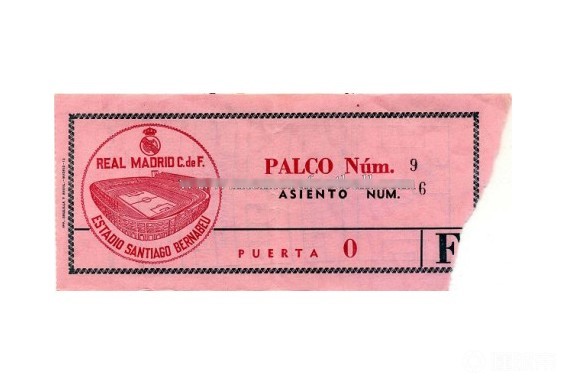 REAL MADRID C. de F.
ESTADIO SANTIAGO BERNABEU
PALCO Núm. 9
ASIENTO NUM. 6
PUERTA 0